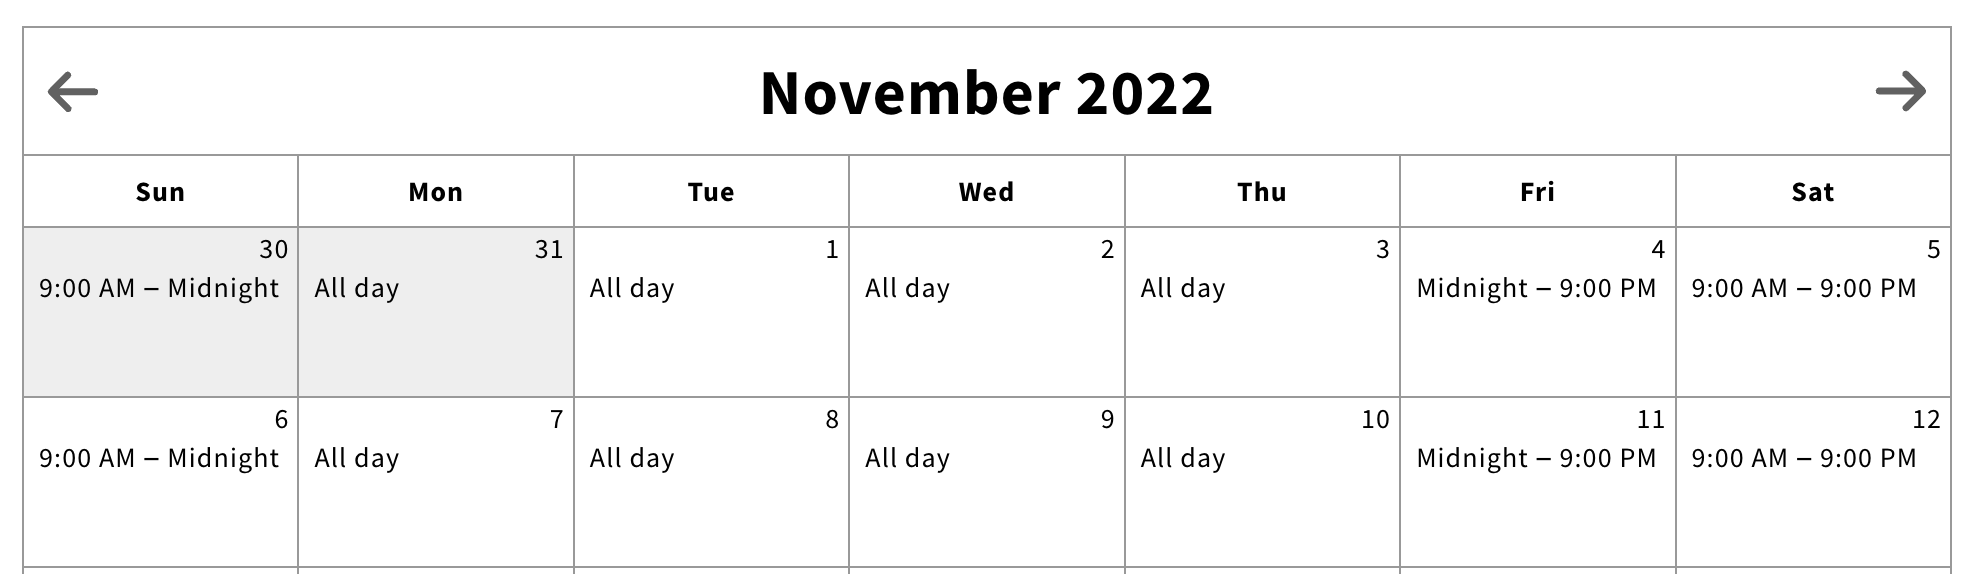 November 2022
Sun Mon Tue Wed Thu Fri Sat
30 31 1 2 3 4 5
9:00 AM – Midnight All day All day All day All day Midnight – 9:00 PM 9:00 AM – 9:00 PM
6 7 8 9 10 11 12
9:00 AM – Midnight All day All day All day All day Midnight – 9:00 PM 9:00 AM – 9:00 PM